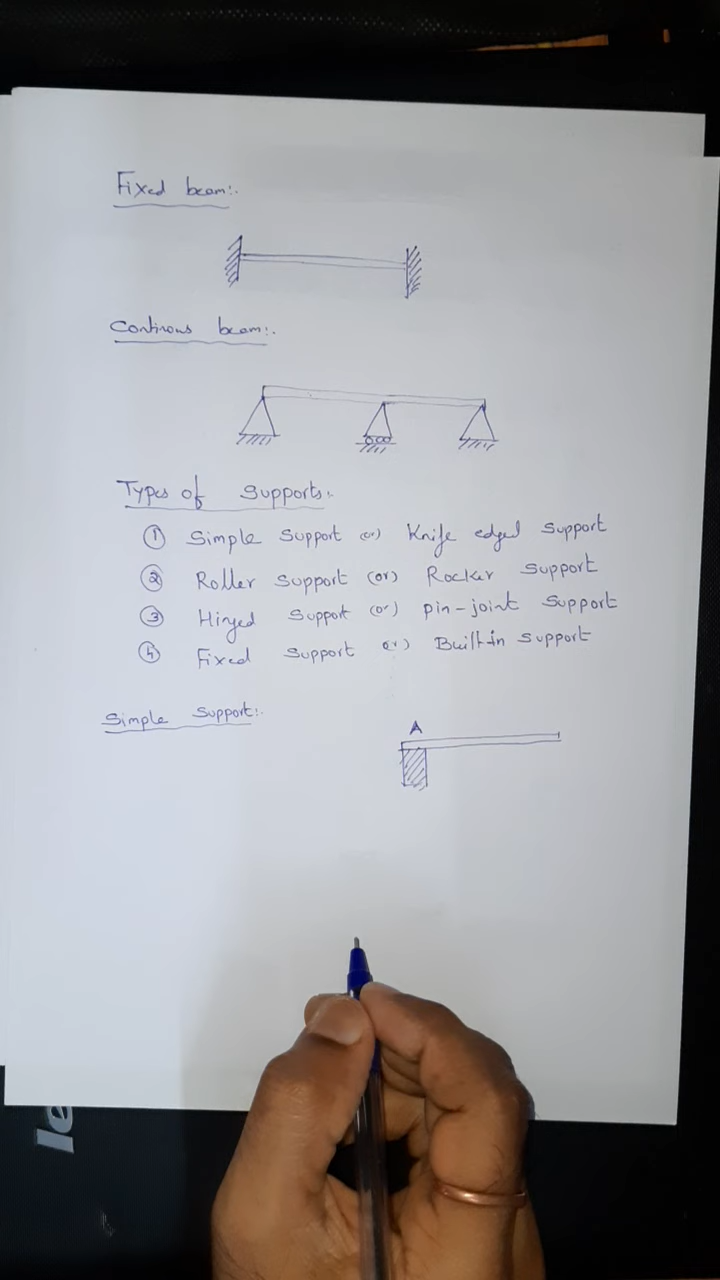 Fixed beam:-
Continous beam:-
Types of Supports:-
① Simple Support (or) Knife edged Support
② Roller Support (or) Rocker Support
③ Hinged Support (or) pin-joint Support
④ Fixed Support (or) Built-in Support
Simple Support:-
A